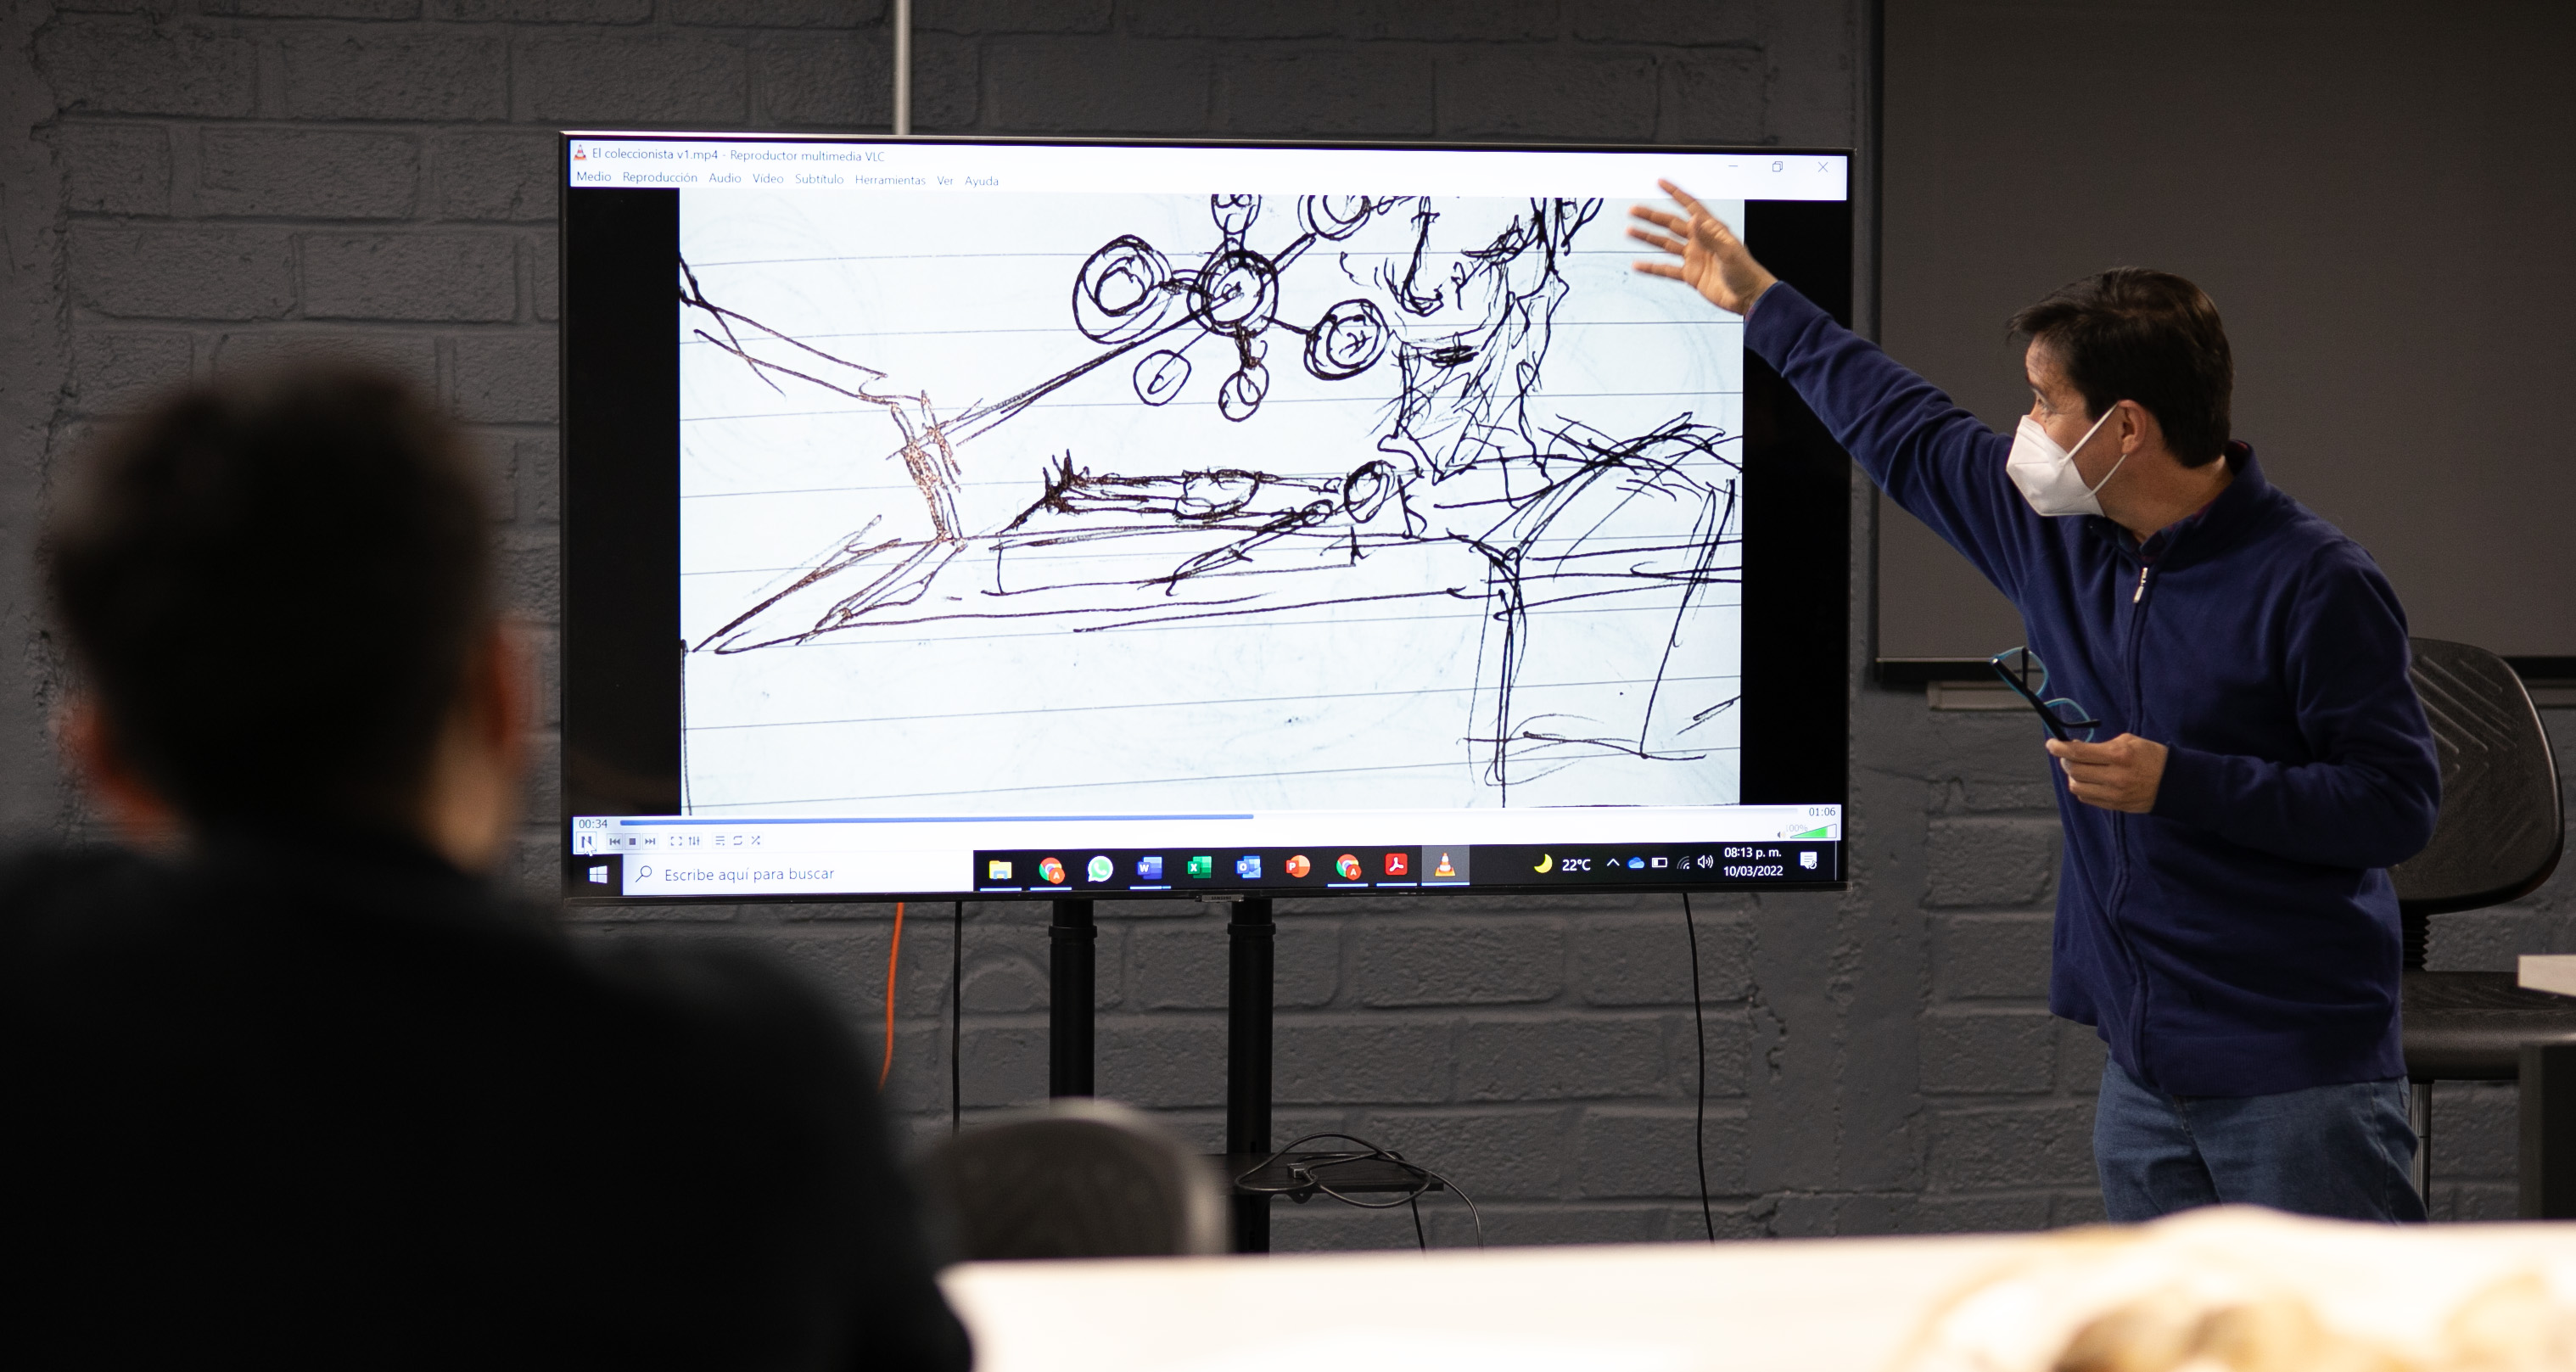 El coleccionista v1.mp4 - Reproductor multimedia VLC
Medio Reproducción Audio Vídeo Subtítulo Herramientas Ver Ayuda
00:34 01:06
Escribe aquí para buscar
22°C
08:13 p. m.
10/03/2022